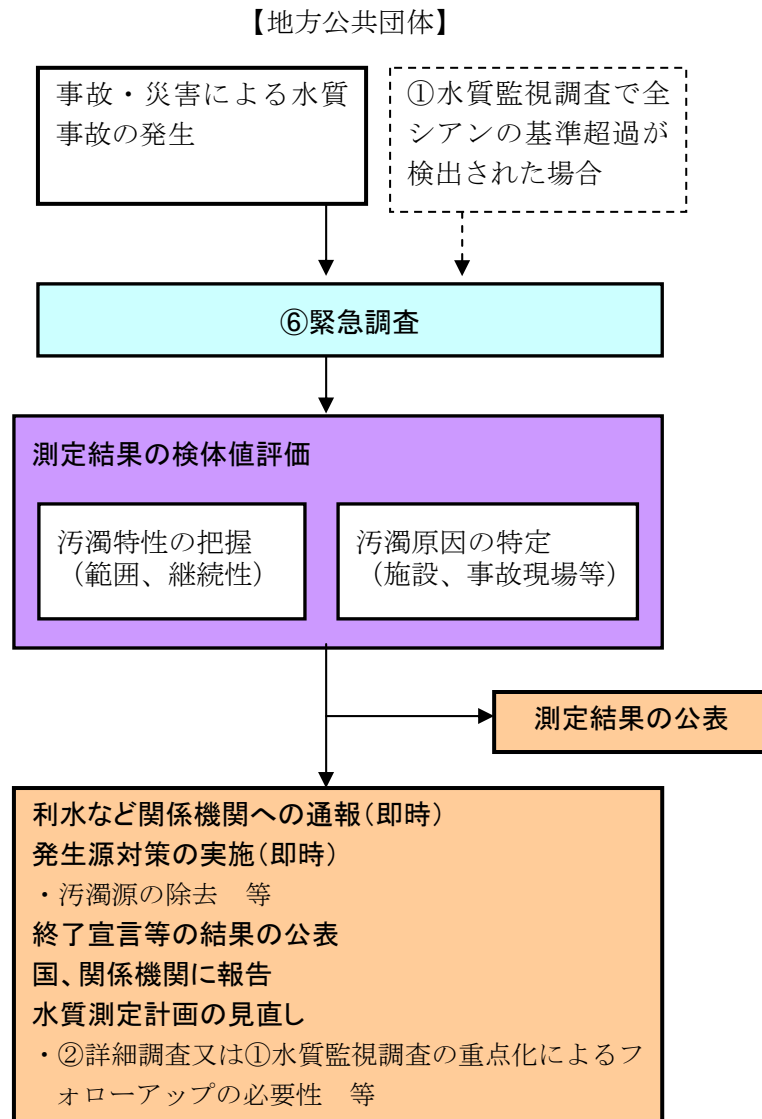 【地方公共団体】
事故・災害による水質
事故の発生
①水質監視調査で全
シアンの基準超過が
検出された場合
⑥緊急調査
測定結果の検体値評価
汚濁特性の把握
（範囲、継続性）
汚濁原因の特定
（施設、事故現場等）
測定結果の公表
利水など関係機関への通報（即時）
発生源対策の実施（即時）
・汚濁源の除去　等
終了宣言等の結果の公表
国、関係機関に報告
水質測定計画の見直し
・②詳細調査又は①水質監視調査の重点化によるフ
ォローアップの必要性　等